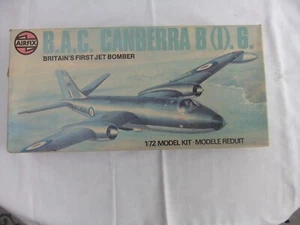 AIRFIX
B.A.C. CANBERRA B (I). 6.
BRITAIN'S FIRST JET BOMBER
1/72 MODEL KIT · MODELE REDUIT